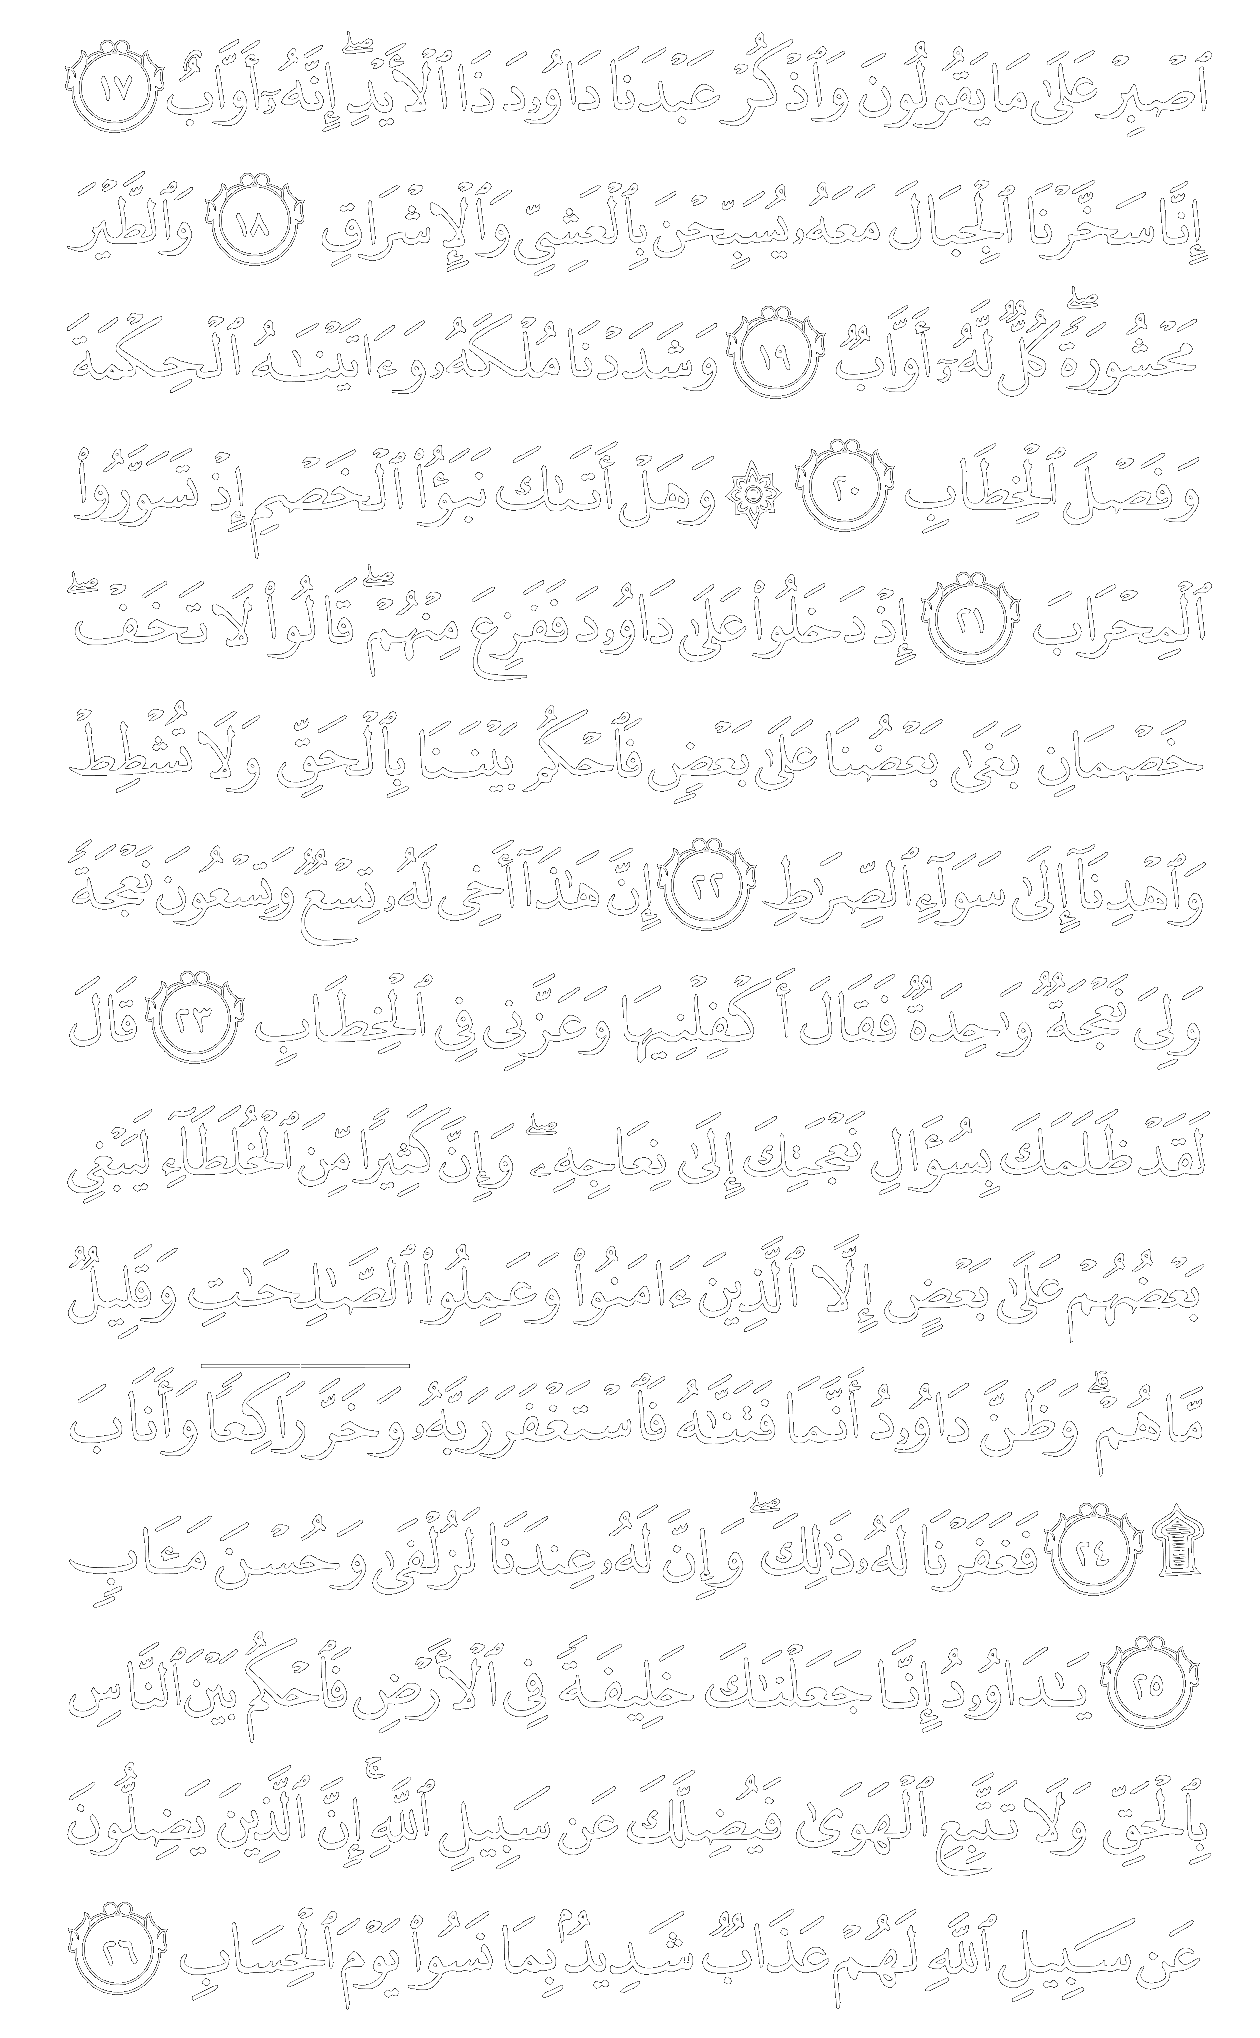 ٱصْبِرْ عَلَىٰ مَا يَقُولُونَ وَٱذْكُرْ عَبْدَنَا دَاوُۥدَ ذَا ٱلْأَيْدِ ۖ إِنَّهُۥٓ أَوَّابٌ ١٧
إِنَّا سَخَّرْنَا ٱلْجِبَالَ مَعَهُۥ يُسَبِّحْنَ بِٱلْعَشِىِّ وَٱلْإِشْرَاقِ ١٨ وَٱلطَّيْرَ
مَحْشُورَةً ۖ كُلٌّ لَّهُۥٓ أَوَّابٌ ١٩ وَشَدَدْنَا مُلْكَهُۥ وَءَاتَيْنَـٰهُ ٱلْحِكْمَةَ
وَفَصْلَ ٱلْخِطَابِ ٢٠ ۞ وَهَلْ أَتَىٰكَ نَبَؤُا۟ ٱلْخَصْمِ إِذْ تَسَوَّرُوا۟
ٱلْمِحْرَابَ ٢١ إِذْ دَخَلُوا۟ عَلَىٰ دَاوُۥدَ فَفَزِعَ مِنْهُمْ ۖ قَالُوا۟ لَا تَخَفْ ۖ
خَصْمَانِ بَغَىٰ بَعْضُنَا عَلَىٰ بَعْضٍ فَٱحْكُم بَيْنَنَا بِٱلْحَقِّ وَلَا تُشْطِطْ
وَٱهْدِنَآ إِلَىٰ سَوَآءِ ٱلصِّرَٰطِ ٢٢ إِنَّ هَـٰذَآ أَخِى لَهُۥ تِسْعٌ وَتِسْعُونَ نَعْجَةً
وَلِىَ نَعْجَةٌ وَٰحِدَةٌ فَقَالَ أَكْفِلْنِيهَا وَعَزَّنِى فِى ٱلْخِطَابِ ٢٣ قَالَ
لَقَدْ ظَلَمَكَ بِسُؤَالِ نَعْجَتِكَ إِلَىٰ نِعَاجِهِۦ ۖ وَإِنَّ كَثِيرًا مِّنَ ٱلْخُلَطَآءِ لَيَبْغِى
بَعْضُهُمْ عَلَىٰ بَعْضٍ إِلَّا ٱلَّذِينَ ءَامَنُوا۟ وَعَمِلُوا۟ ٱلصَّـٰلِحَـٰتِ وَقَلِيلٌ
مَّا هُمْ ۗ وَظَنَّ دَاوُۥدُ أَنَّمَا فَتَنَّـٰهُ فَٱسْتَغْفَرَ رَبَّهُۥ وَخَرَّ رَاكِعًا وَأَنَابَ
۩ ٢٤ فَغَفَرْنَا لَهُۥ ذَٰلِكَ ۖ وَإِنَّ لَهُۥ عِندَنَا لَزُلْفَىٰ وَحُسْنَ مَـَٔابٍ
٢٥ يَـٰدَاوُۥدُ إِنَّا جَعَلْنَـٰكَ خَلِيفَةً فِى ٱلْأَرْضِ فَٱحْكُم بَيْنَ ٱلنَّاسِ
بِٱلْحَقِّ وَلَا تَتَّبِعِ ٱلْهَوَىٰ فَيُضِلَّكَ عَن سَبِيلِ ٱللَّهِ ۚ إِنَّ ٱلَّذِينَ يَضِلُّونَ
عَن سَبِيلِ ٱللَّهِ لَهُمْ عَذَابٌ شَدِيدٌۢ بِمَا نَسُوا۟ يَوْمَ ٱلْحِسَابِ ٢٦